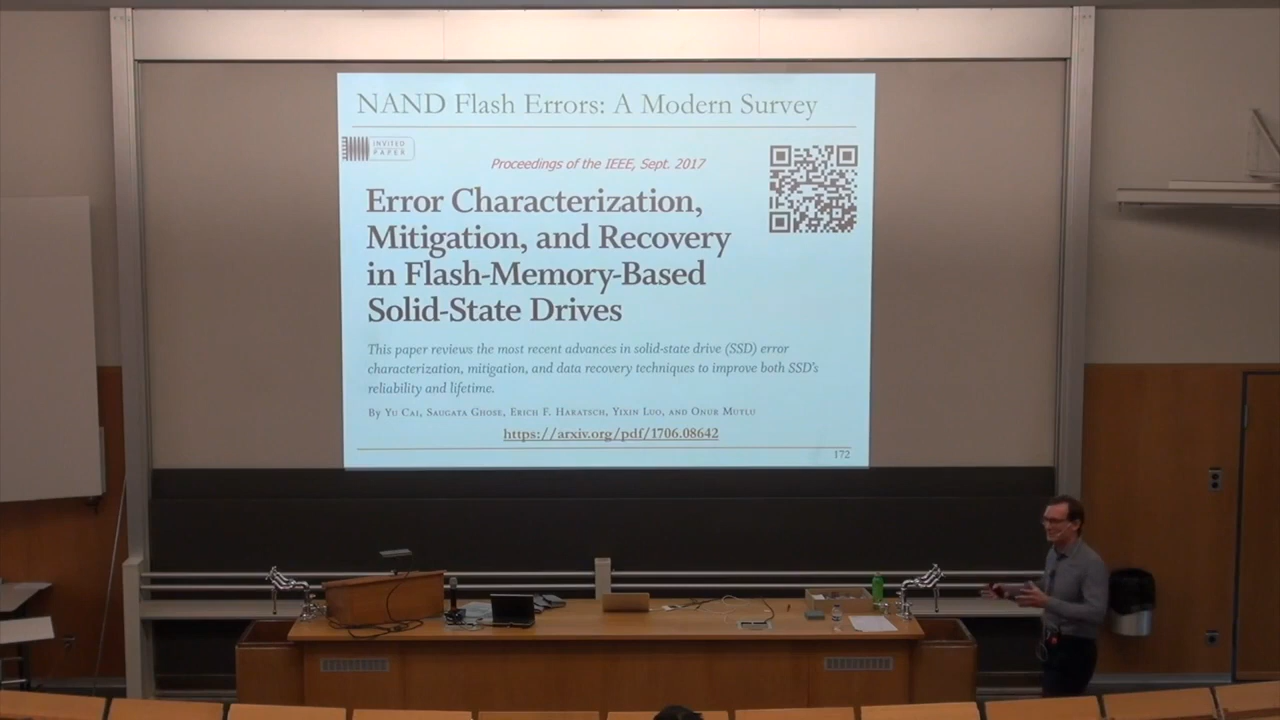 NAND Flash Errors: A Modern Survey
INVITED
PAPER
Proceedings of the IEEE, Sept. 2017
Error Characterization,
Mitigation, and Recovery
in Flash-Memory-Based
Solid-State Drives
This paper reviews the most recent advances in solid-state drive (SSD) error
characterization, mitigation, and data recovery techniques to improve both SSD's
reliability and lifetime.
By Yu Cai, Saugata Ghose, Erich F. Haratsch, Yixin Luo, and Onur Mutlu
https://arxiv.org/pdf/1706.08642
172